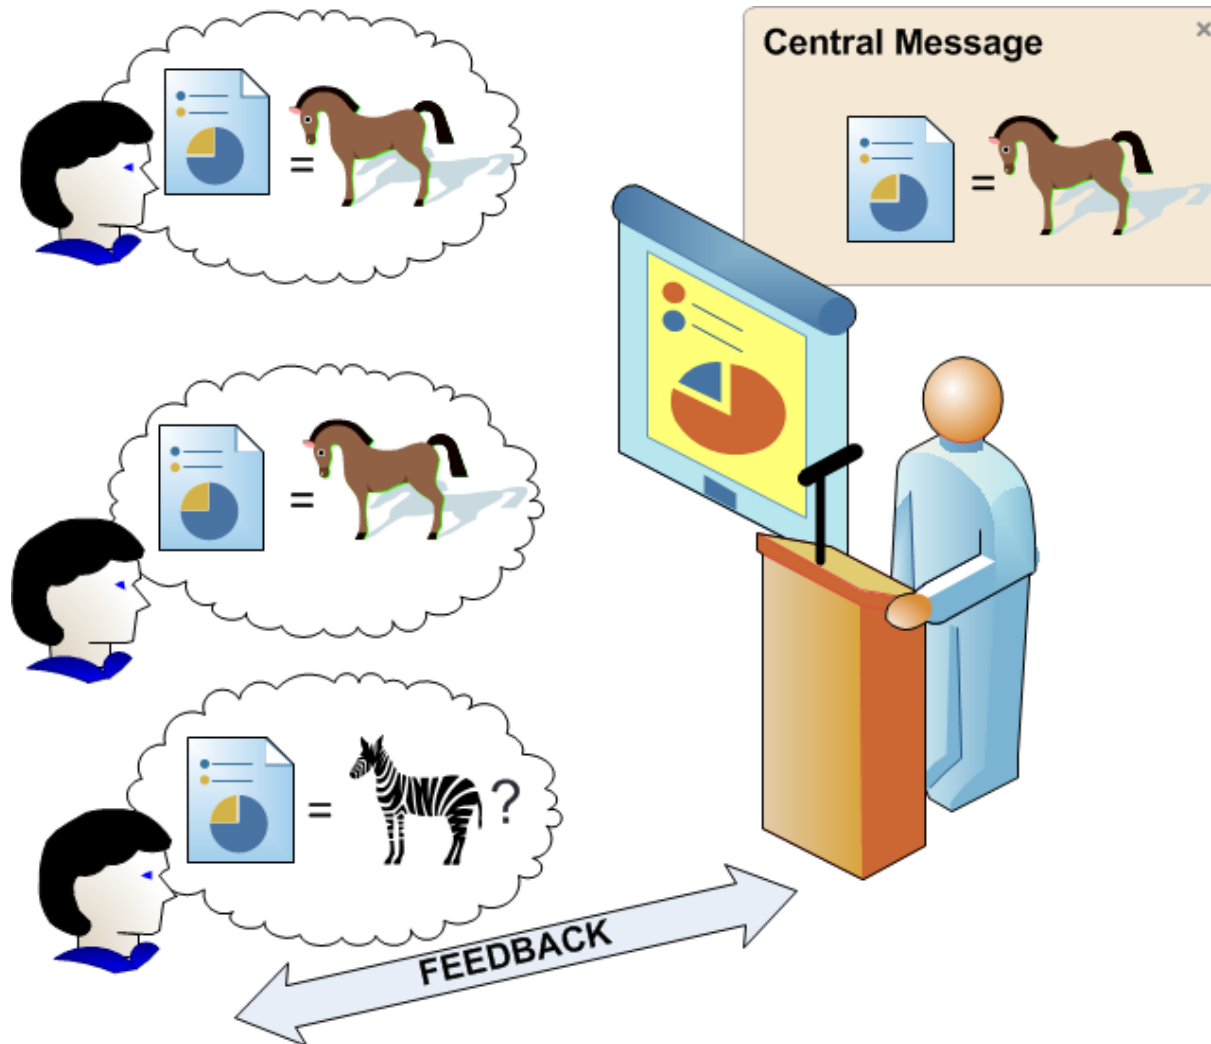 Central Message
=
=
=
= ?
FEEDBACK